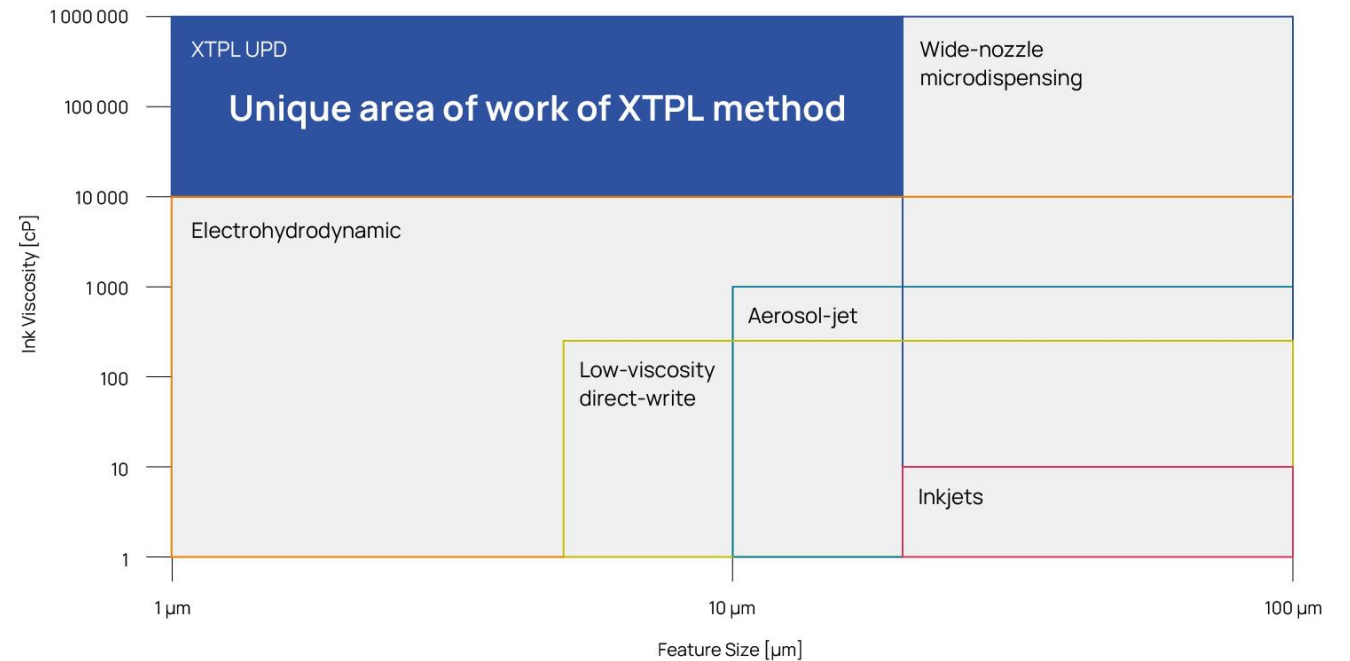 1 000 000
XTPL UPD
Wide-nozzle
microdispensing
100 000
Unique area of work of XTPL method
10 000
Electrohydrodynamic
Ink Viscosity [cP]
1 000
Aerosol-jet
100
Low-viscosity
direct-write
10
Inkjets
1
1 µm
10 µm
100 µm
Feature Size [µm]